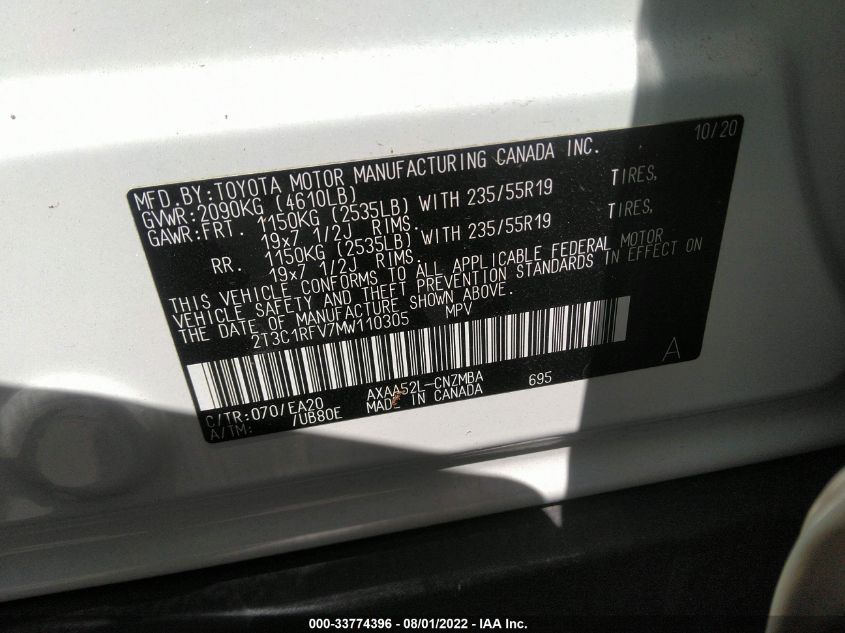 10/20
MFD.BY:TOYOTA MOTOR MANUFACTURING CANADA INC.
GVWR:2090KG (4610LB)
GAWR:FRT. 1150KG (2535LB) WITH 235/55R19 TIRES,
19x7 1/2J RIMS.
RR. 1150KG (2535LB) WITH 235/55R19 TIRES,
19x7 1/2J RIMS.
THIS VEHICLE CONFORMS TO ALL APPLICABLE FEDERAL MOTOR
VEHICLE SAFETY AND THEFT PREVENTION STANDARDS IN EFFECT ON
THE DATE OF MANUFACTURE SHOWN ABOVE.
2T3C1RFV7MW110305 MPV
A
C/TR:070/EA20 AXAA52L-CNZMBA 695
A/TM: /UB80E MADE IN CANADA
000-33774396 - 08/01/2022 - IAA Inc.